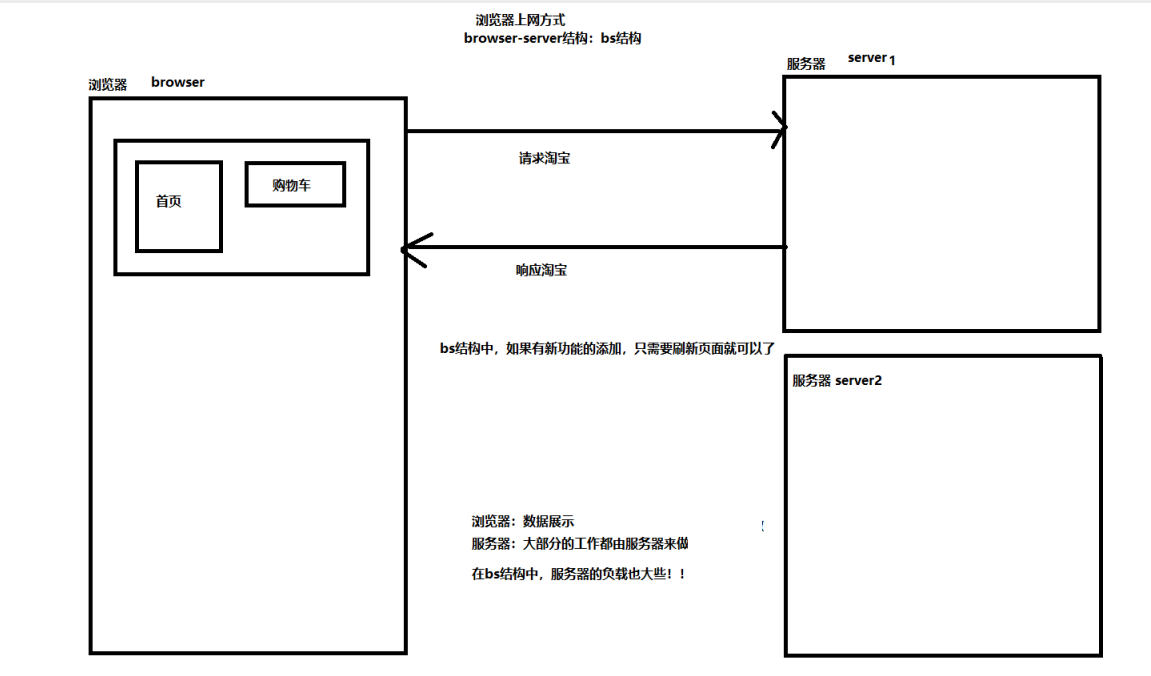 浏览器上网方式
browser-server结构：bs结构
浏览器 browser
服务器 server 1
首页
购物车
请求淘宝
响应淘宝
bs结构中，如果有新功能的添加，只需要刷新页面就可以了
服务器 server2
浏览器：数据展示
服务器：大部分的工作都由服务器来做
在bs结构中，服务器的负载也大些！！